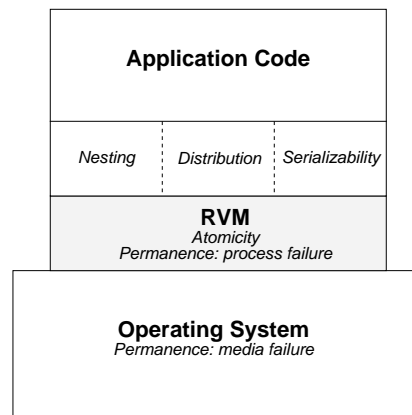 Application Code
Nesting Distribution Serializability
RVM
Atomicity
Permanence: process failure
Operating System
Permanence: media failure